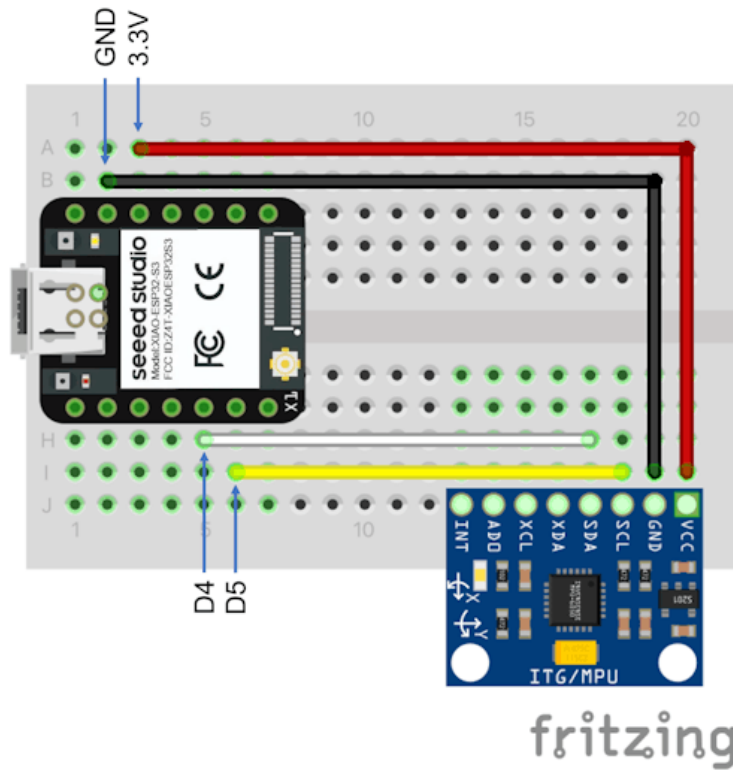 GND
3.3V
1 5 10 15 20
A
B
seeed studio
Model:XIAO-ESP32-S3
FCC ID:Z4T-XIAOESP32S3
FC CE
X1
H
I
J
1 5 10
D4
D5
INT ADO XCL XDA SDA SCL GND VCC
X
Y
ITG/MPU
fritzing